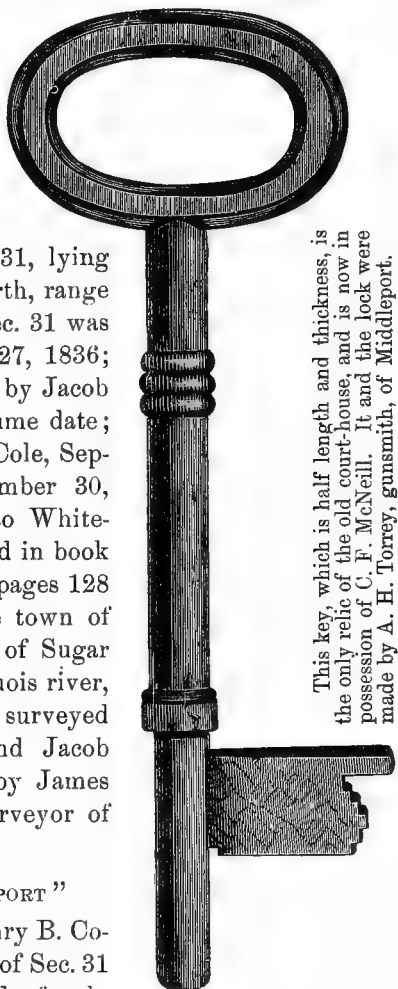 31, lying
rth, range
ec. 31 was
27, 1836;
by Jacob
ame date;
Cole, Sep-
mber 30,
o White-
d in book
pages 128
town of
of Sugar
uois river,
surveyed
nd Jacob
by James
rveyor of
PORT"
ary B. Co-
of Sec. 31
This key, which is half length and thickness, is
the only relic of the old court-house, and is now in
possession of C. F. McNeill. It and the lock were
made by A. H. Torrey, gunsmith, of Middleport.